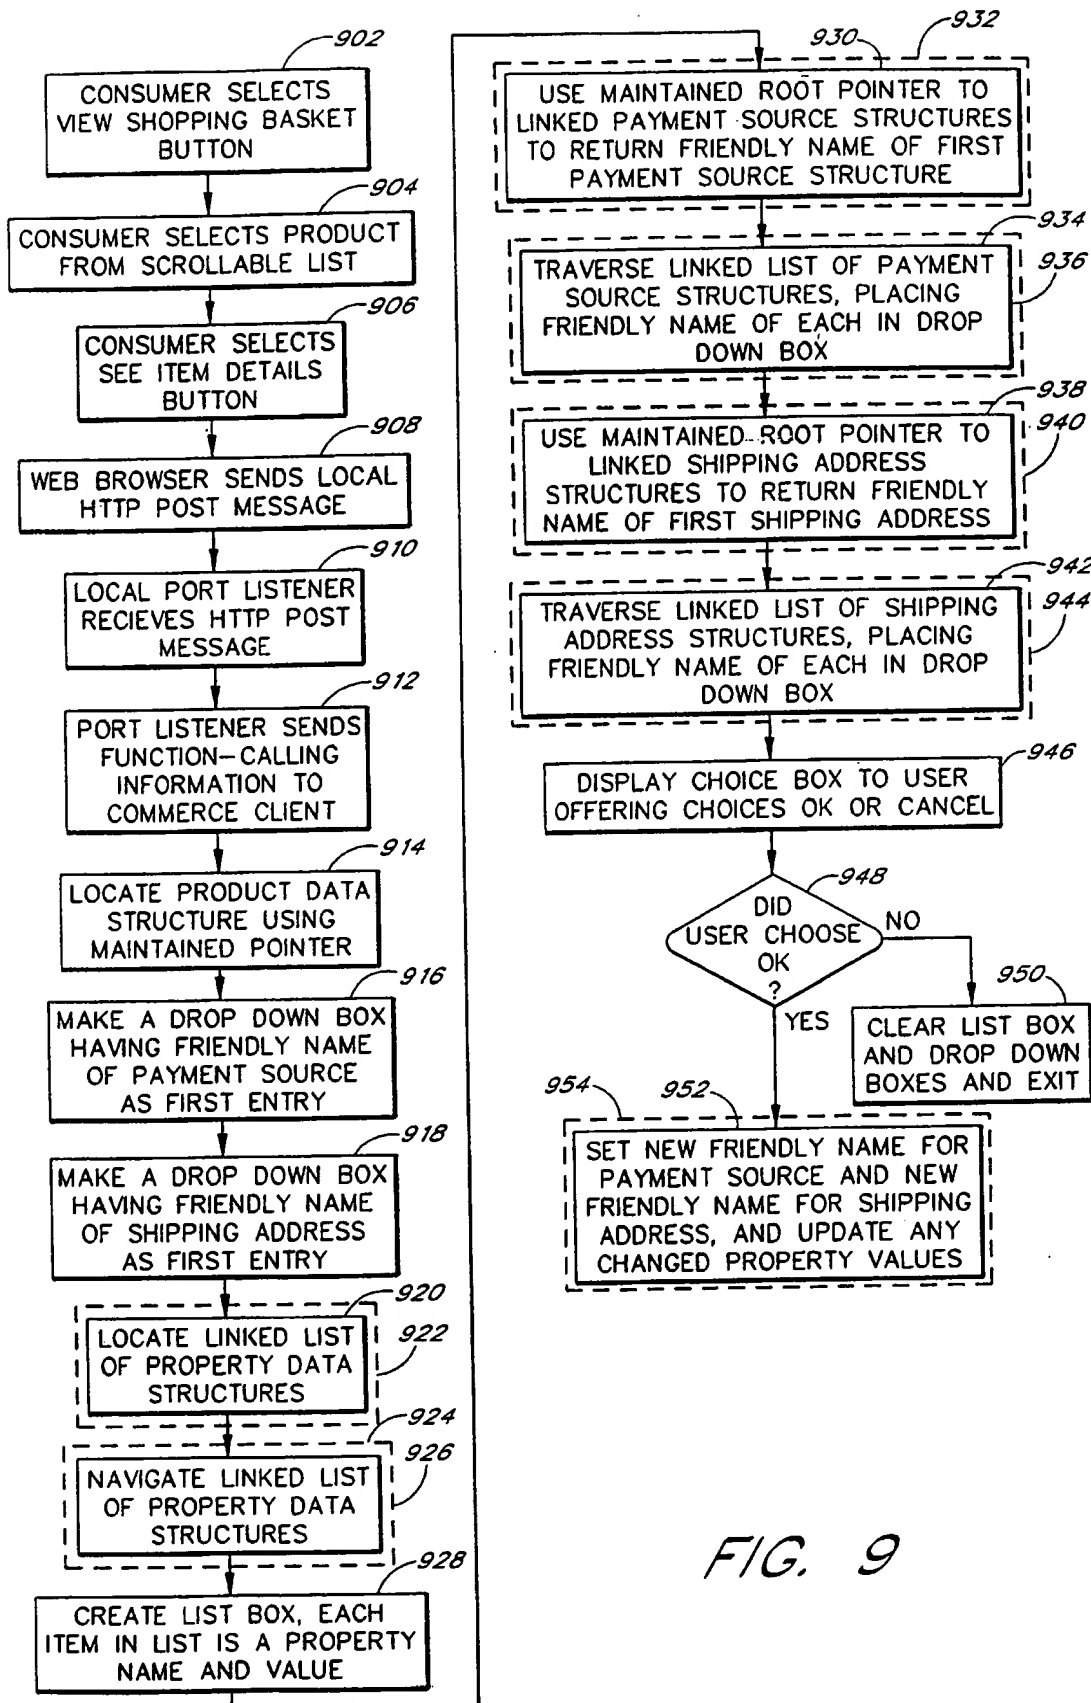 902
CONSUMER SELECTS
VIEW SHOPPING BASKET
BUTTON
904
CONSUMER SELECTS PRODUCT
FROM SCROLLABLE LIST
906
CONSUMER SELECTS
SEE ITEM DETAILS
BUTTON
908
WEB BROWSER SENDS LOCAL
HTTP POST MESSAGE
910
LOCAL PORT LISTENER
RECIEVES HTTP POST
MESSAGE
912
PORT LISTENER SENDS
FUNCTION-CALLING
INFORMATION TO
COMMERCE CLIENT
914
LOCATE PRODUCT DATA
STRUCTURE USING
MAINTAINED POINTER
916
MAKE A DROP DOWN BOX
HAVING FRIENDLY NAME
OF PAYMENT SOURCE
AS FIRST ENTRY
918
MAKE A DROP DOWN BOX
HAVING FRIENDLY NAME
OF SHIPPING ADDRESS
AS FIRST ENTRY
920
LOCATE LINKED LIST
OF PROPERTY DATA
STRUCTURES
922
924
NAVIGATE LINKED LIST
OF PROPERTY DATA
STRUCTURES
926
928
CREATE LIST BOX, EACH
ITEM IN LIST IS A PROPERTY
NAME AND VALUE
930
932
USE MAINTAINED ROOT POINTER TO
LINKED PAYMENT SOURCE STRUCTURES
TO RETURN FRIENDLY NAME OF FIRST
PAYMENT SOURCE STRUCTURE
934
936
TRAVERSE LINKED LIST OF PAYMENT
SOURCE STRUCTURES, PLACING
FRIENDLY NAME OF EACH IN DROP
DOWN BOX
938
940
USE MAINTAINED ROOT POINTER TO
LINKED SHIPPING ADDRESS
STRUCTURES TO RETURN FRIENDLY
NAME OF FIRST SHIPPING ADDRESS
942
944
TRAVERSE LINKED LIST OF SHIPPING
ADDRESS STRUCTURES, PLACING
FRIENDLY NAME OF EACH IN DROP
DOWN BOX
946
DISPLAY CHOICE BOX TO USER
OFFERING CHOICES OK OR CANCEL
948
DID
USER CHOOSE
OK
?
NO
YES
950
CLEAR LIST BOX
AND DROP DOWN
BOXES AND EXIT
954
952
SET NEW FRIENDLY NAME FOR
PAYMENT SOURCE AND NEW
FRIENDLY NAME FOR SHIPPING
ADDRESS, AND UPDATE ANY
CHANGED PROPERTY VALUES
FIG. 9